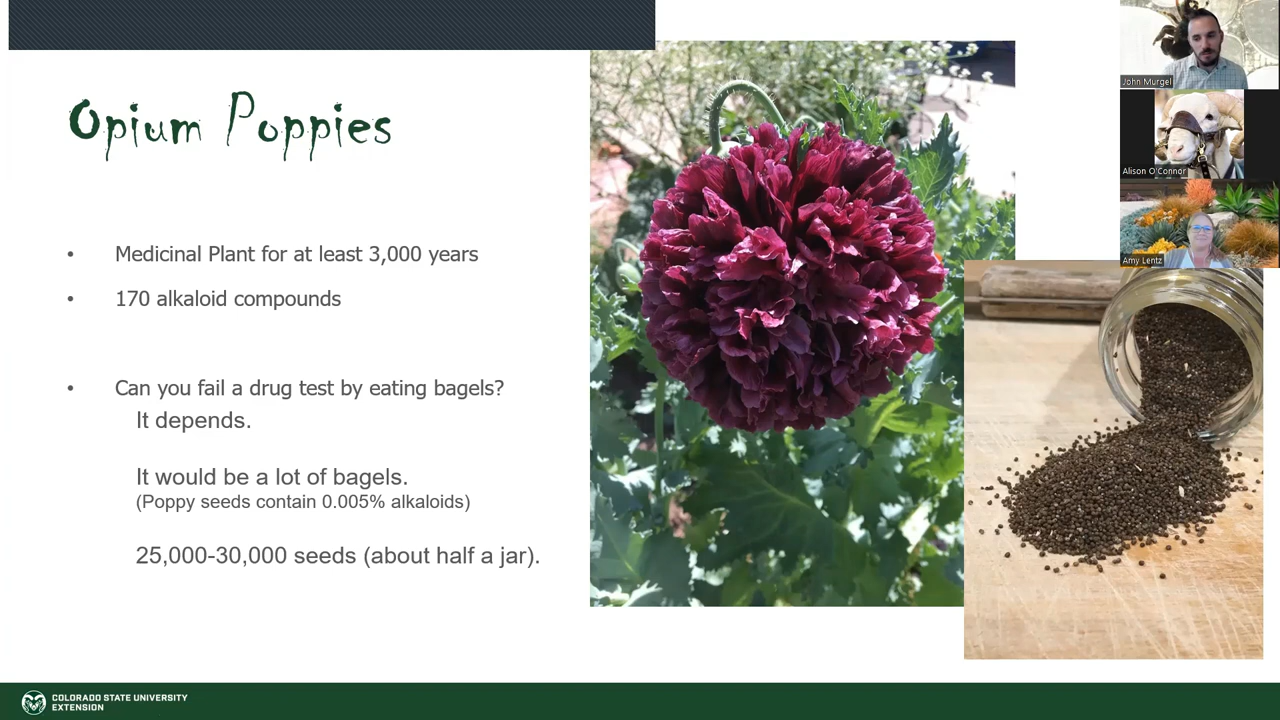 Opium Poppies
• Medicinal Plant for at least 3,000 years
• 170 alkaloid compounds
• Can you fail a drug test by eating bagels?
It depends.
It would be a lot of bagels.
(Poppy seeds contain 0.005% alkaloids)
25,000-30,000 seeds (about half a jar).
John Murgel
Alison O'Connor
Amy Lentz
COLORADO STATE UNIVERSITY
EXTENSION